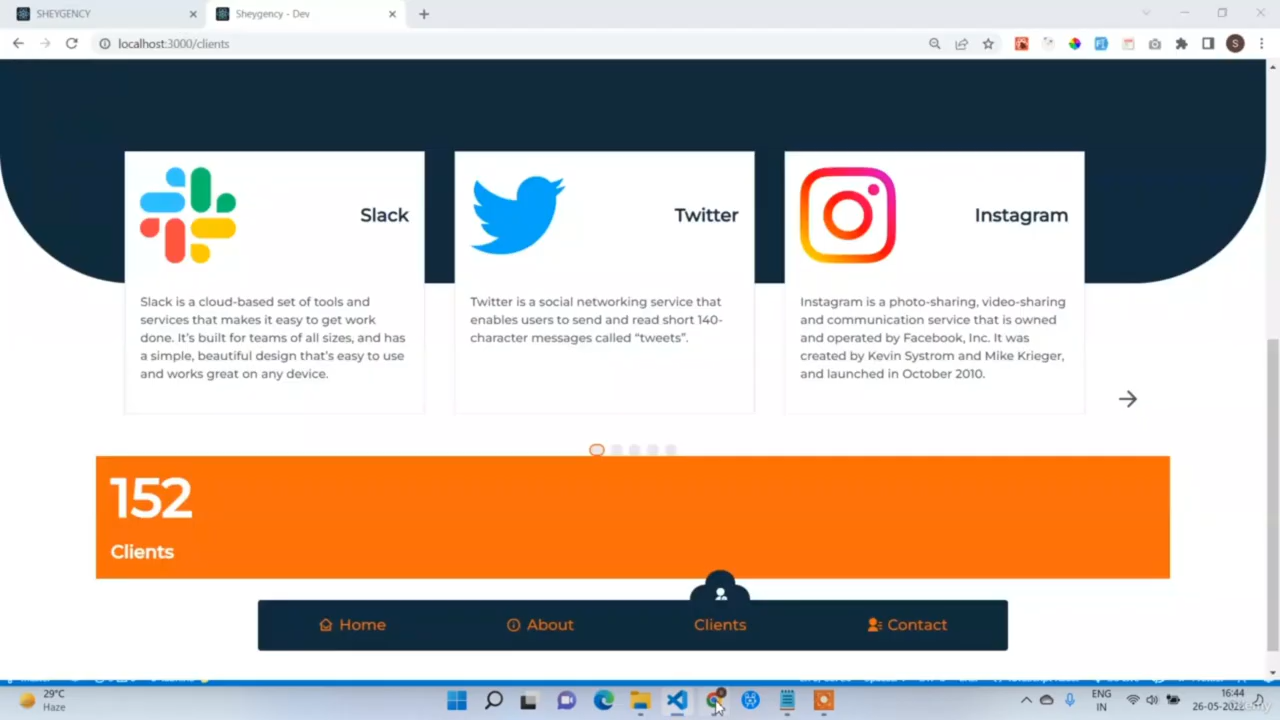 SHEYGENCY
Sheygency - Dev
localhost:3000/clients
S
Slack
Twitter
Instagram
Slack is a cloud-based set of tools and
services that makes it easy to get work
done. It's built for teams of all sizes, and has
a simple, beautiful design that's easy to use
and works great on any device.
Twitter is a social networking service that
enables users to send and read short 140-
character messages called “tweets”.
Instagram is a photo-sharing, video-sharing
and communication service that is owned
and operated by Facebook, Inc. It was
created by Kevin Systrom and Mike Krieger,
and launched in October 2010.
152
Clients
Home
About
Clients
Contact
29°C
Haze
ENG
IN
16:44